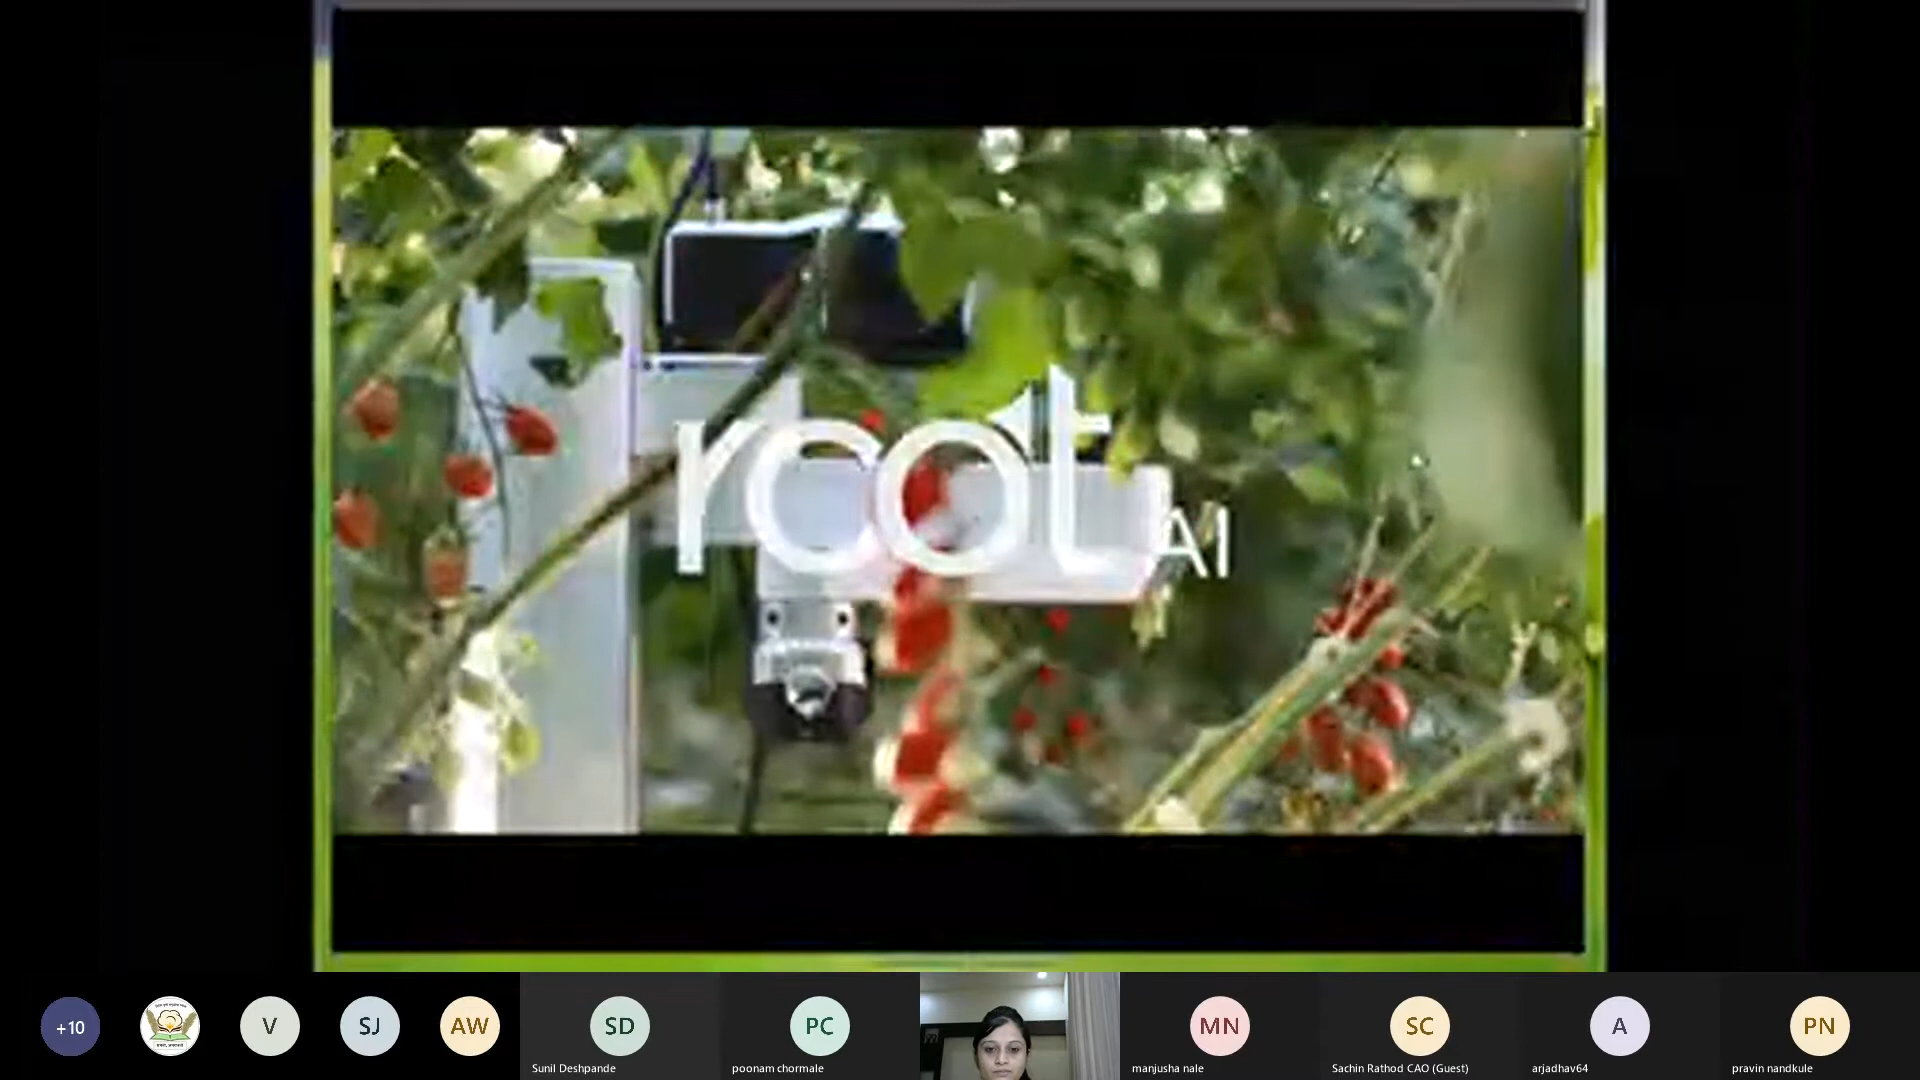 root
AI
+10
V
SJ
AW
SD
PC
MN
SC
A
PN
Sunil Deshpande
poonam chormale
manjusha nale
Sachin Rathod CAO (Guest)
arjadhav64
pravin nandkule